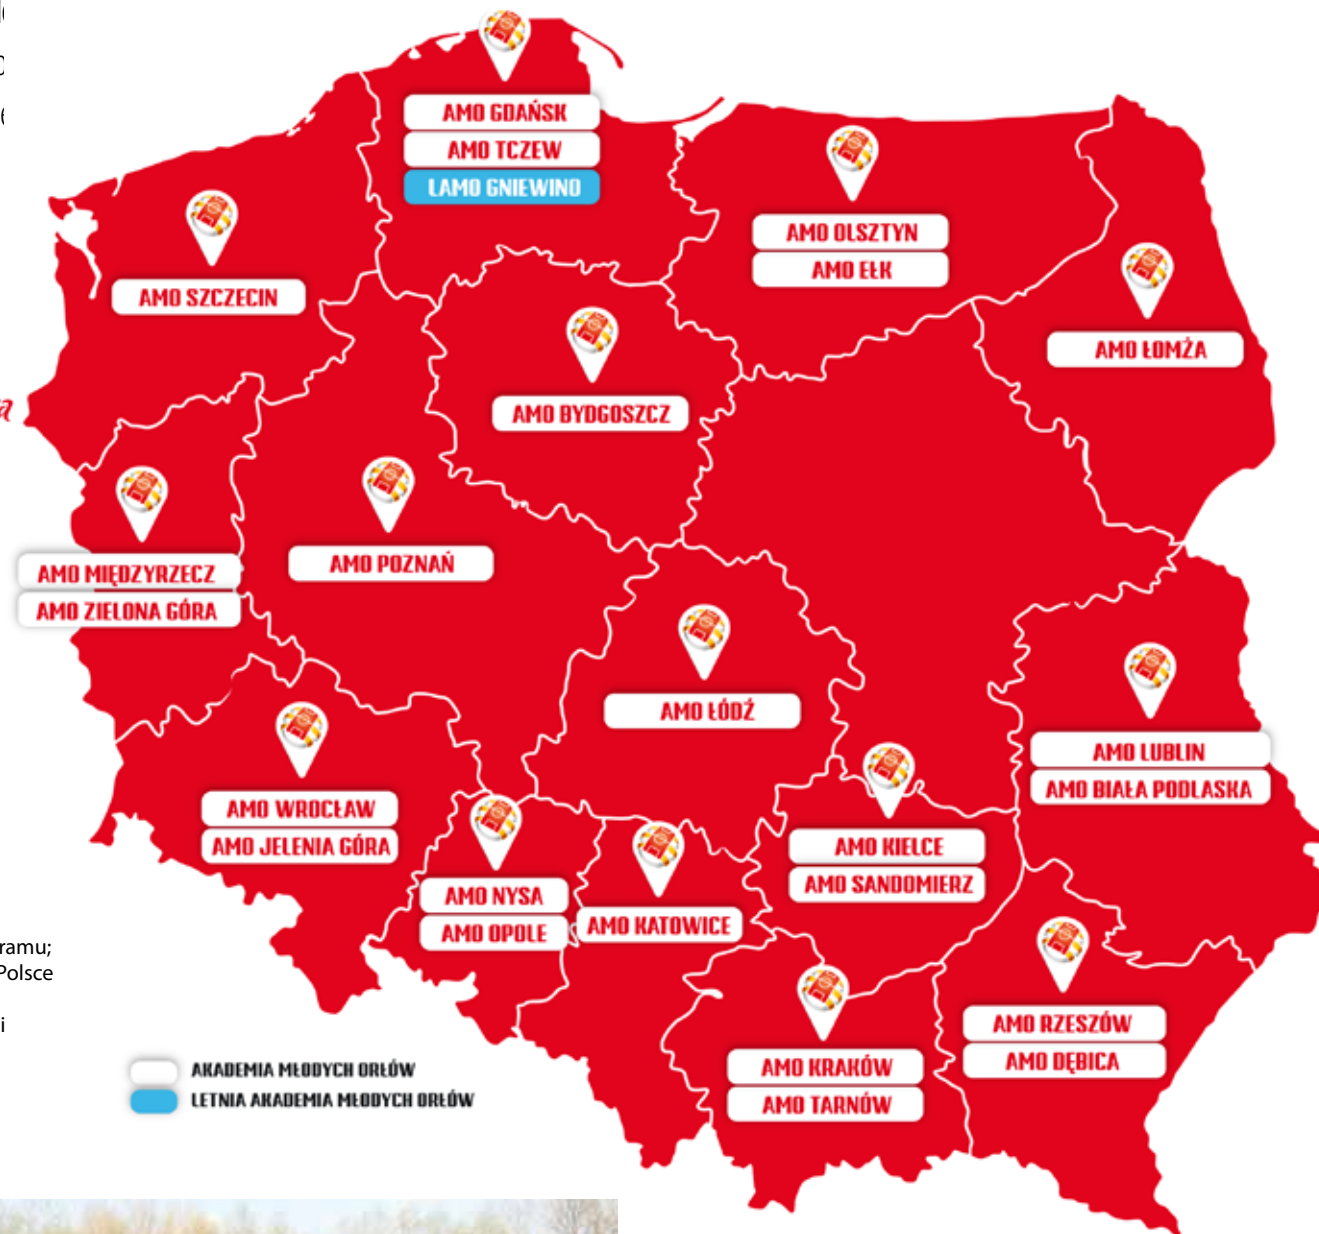 AMO GDAŃSK
AMO TCZEW
LAMO GNIEWINO
AMO OLSZTYN
AMO EŁK
AMO SZCZECIN
AMO ŁOMŻA
AMO BYDGOSZCZ
AMO POZNAŃ
AMO MIĘDZYRZECZ
AMO ZIELONA GÓRA
AMO ŁÓDŹ
AMO LUBLIN
AMO BIAŁA PODLASKA
AMO WROCŁAW
AMO JELENIA GÓRA
AMO KIELCE
AMO SANDOMIERZ
AMO NYSA
AMO OPOLE
AMO KATOWICE
ramu;
Polsce
i
AMO RZESZÓW
AMO DĘBICA
AMO KRAKÓW
AMO TARNÓW
AKADEMIA MŁODYCH ORŁÓW
LETNIA AKADEMIA MŁODYCH ORŁÓW